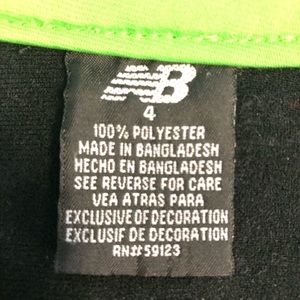 NB
4
100% POLYESTER
MADE IN BANGLADESH
HECHO EN BANGLADESH
SEE REVERSE FOR CARE
VEA ATRAS PARA
EXCLUSIVE OF DECORATION
EXCLUSIF DE DECORATION
RN# 59123